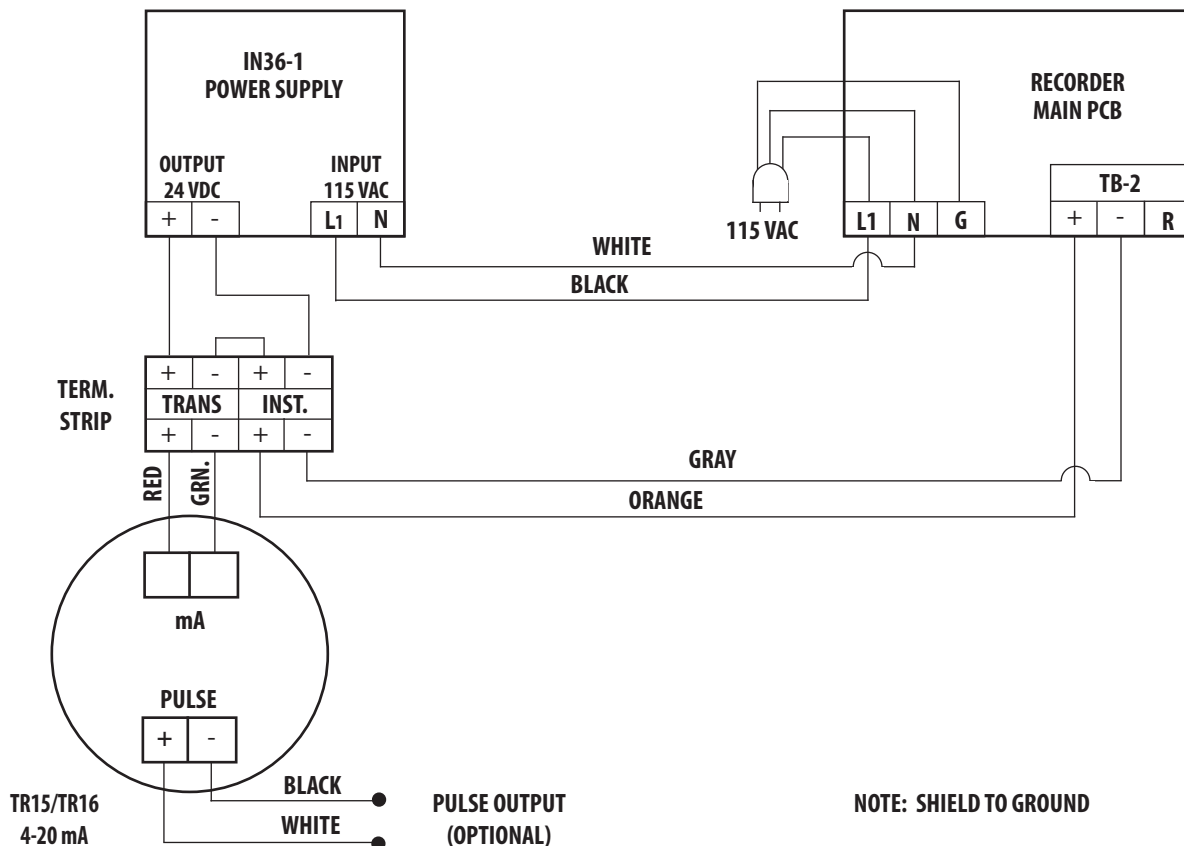 IN36-1
POWER SUPPLY
OUTPUT
24 VDC
INPUT
115 VAC
+ - L1 N
RECORDER
MAIN PCB
TB-2
115 VAC
L1 N G
+ - R
WHITE
BLACK
TERM.
STRIP
+ - + -
TRANS INST.
+ - + -
RED
GRN.
GRAY
ORANGE
mA
PULSE
+ -
BLACK
WHITE
TR15/TR16
4-20 mA
PULSE OUTPUT
(OPTIONAL)
NOTE: SHIELD TO GROUND